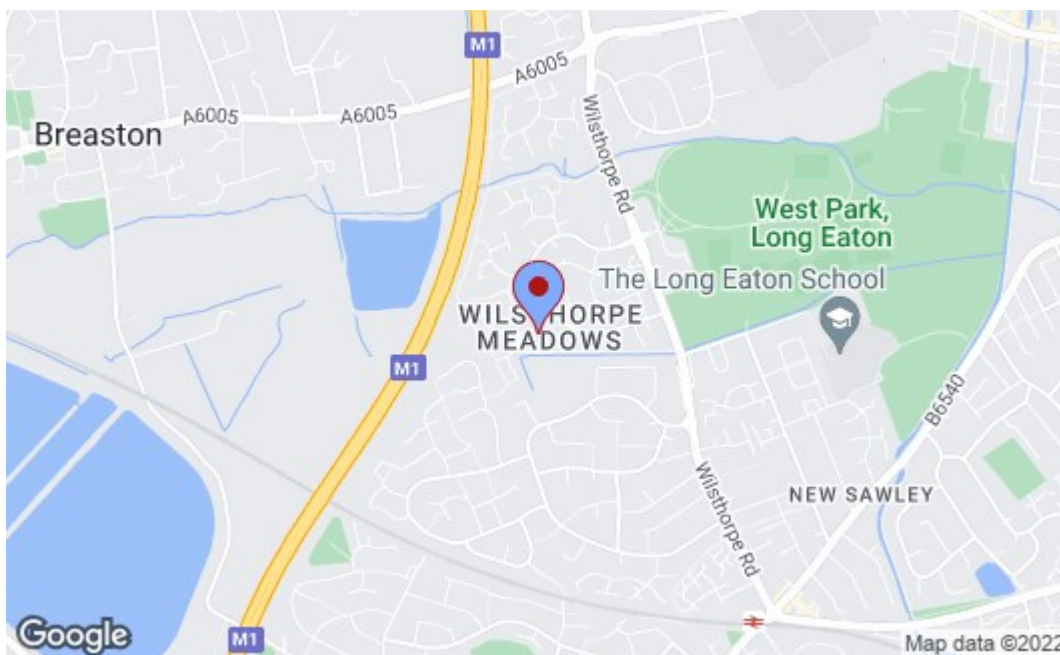 M1
A6005
A6005
A6005
Breaston
Wilsthorpe Rd
West Park,
Long Eaton
The Long Eaton School
WILSTHORPE
MEADOWS
M1
B6540
Wilsthorpe Rd
NEW SAWLEY
M1
Google
Map data ©2022